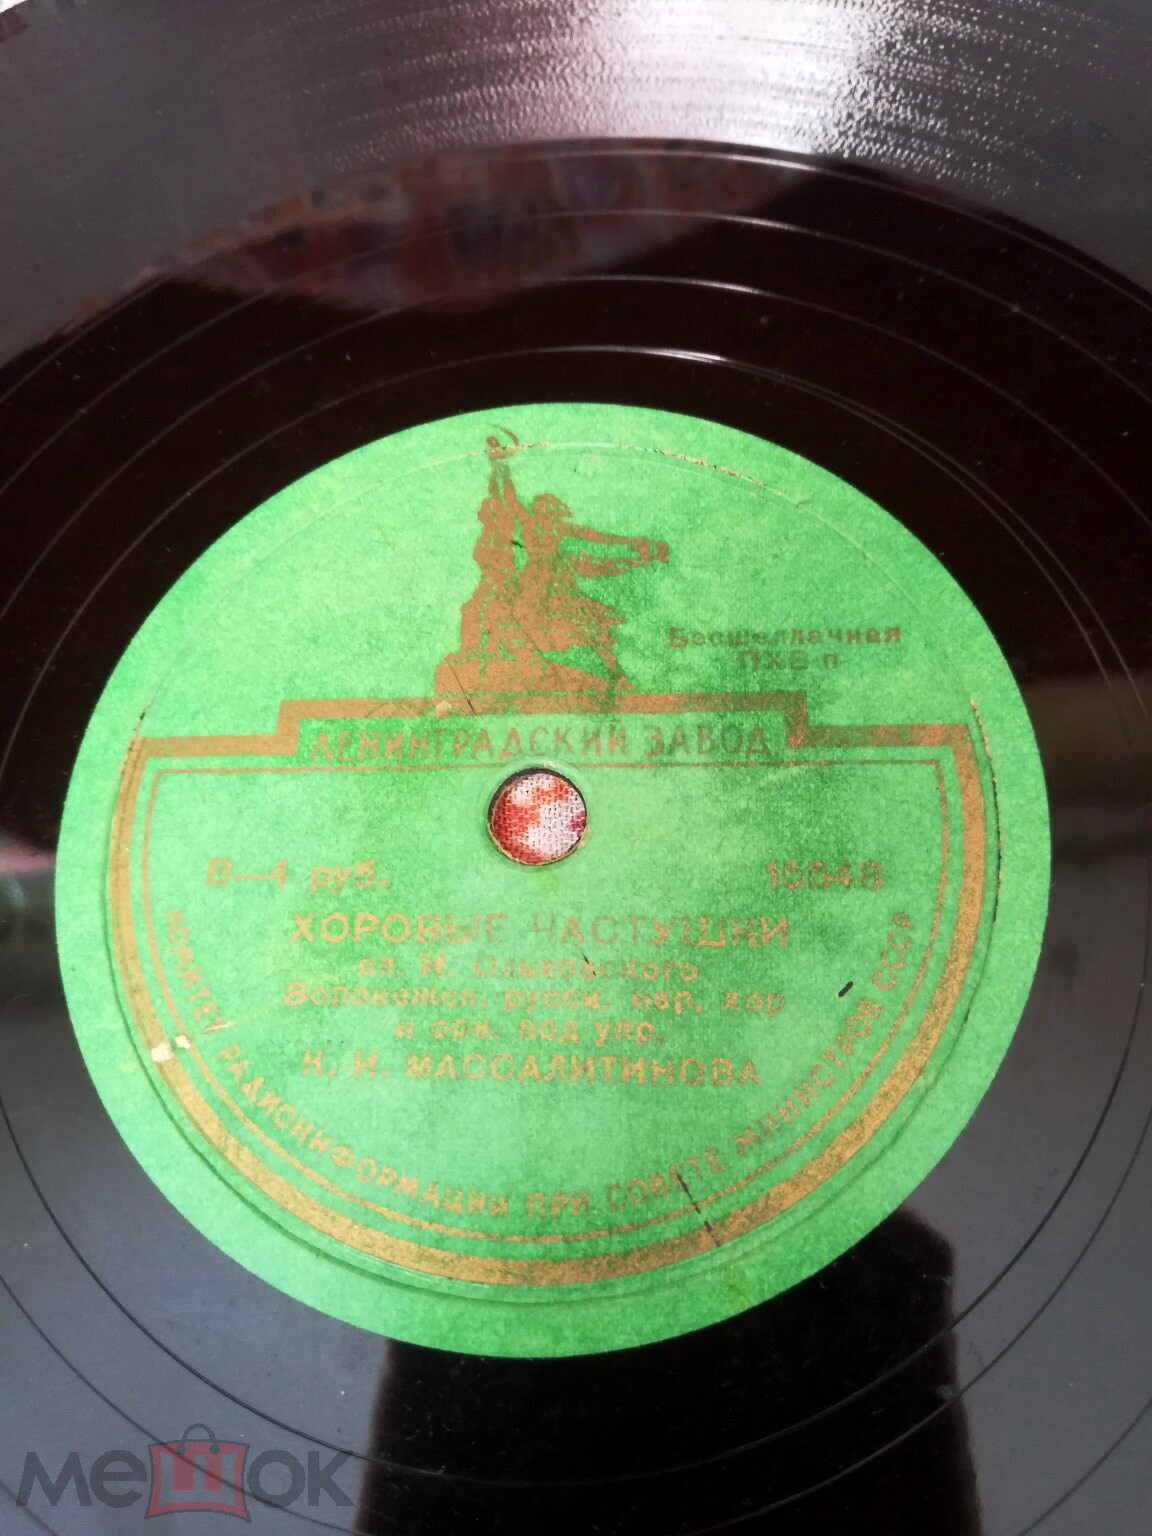 Бесшеллачная
ПХВ-п
ЛЕНИНГРАДСКИЙ ЗАВОД
В—4 руб.
15548
ХОРОВЫЕ ЧАСТУШКИ
сл. И. Ольховского
Воронежск. русск. нар. хор
и орк. под упр.
К. И. МАССАЛИТИНОВА
КОМИТЕТ РАДИОИНФОРМАЦИИ ПРИ СОВЕТЕ МИНИСТРОВ СССР
мешок